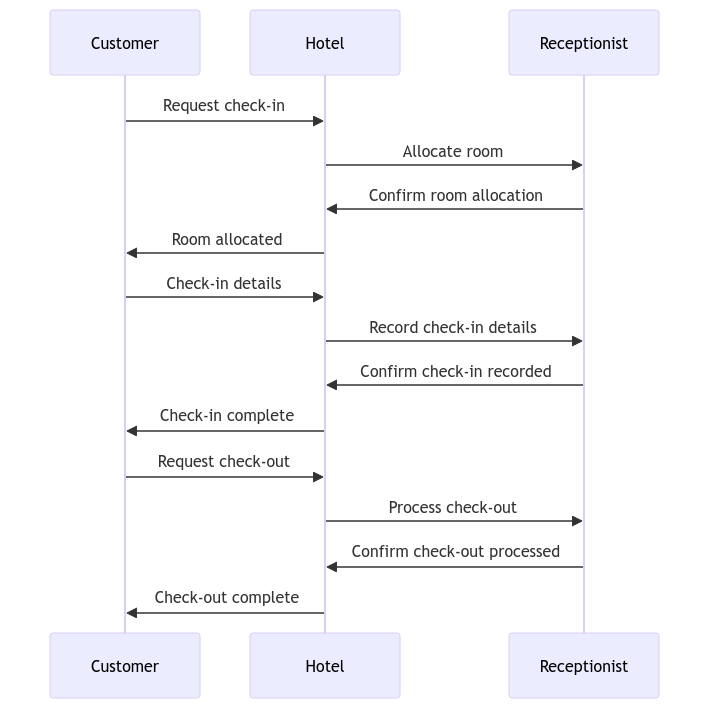 Customer
Hotel
Receptionist
Request check-in
Allocate room
Confirm room allocation
Room allocated
Check-in details
Record check-in details
Confirm check-in recorded
Check-in complete
Request check-out
Process check-out
Confirm check-out processed
Check-out complete
Customer
Hotel
Receptionist